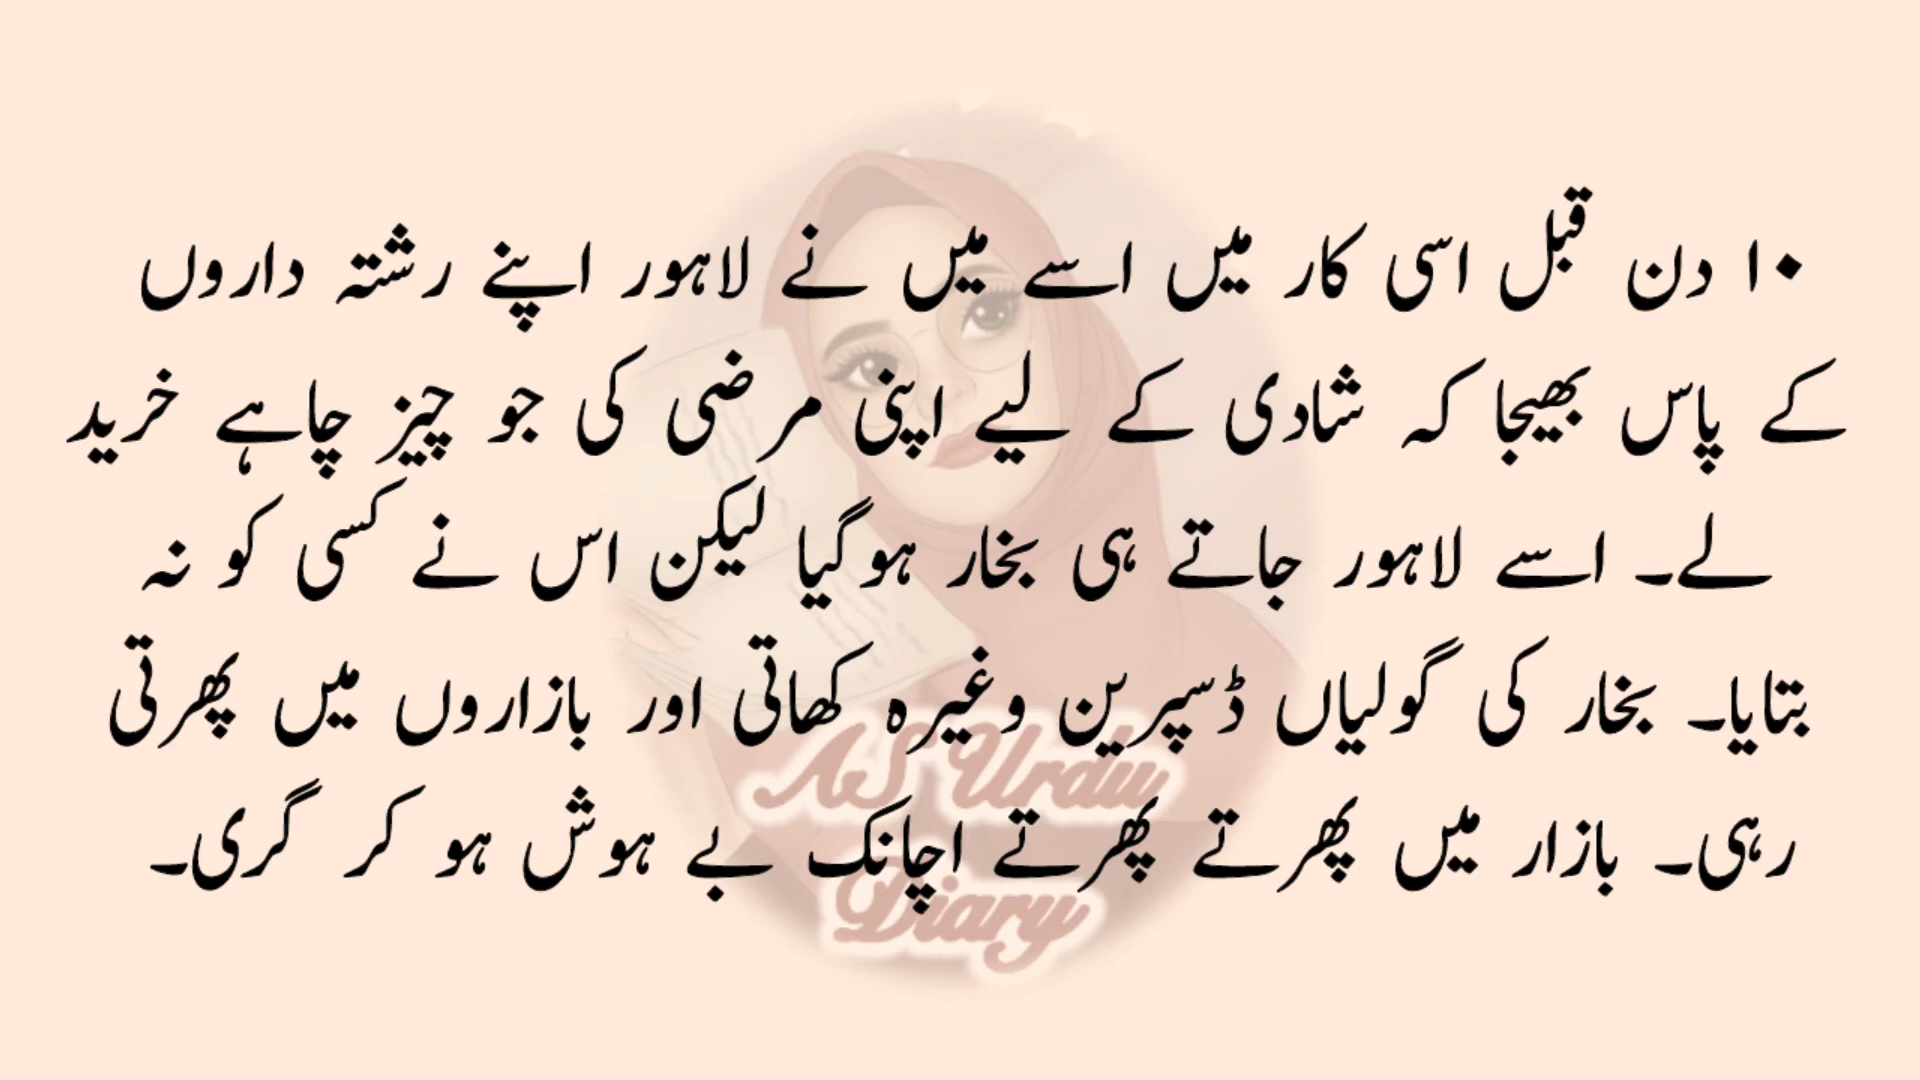 ۱۰ دن قبل اسی کار میں اسے میں نے لاہور اپنے رشتہ داروں
کے پاس بھیجا کہ شادی کے لیے اپنی مرضی کی جو چیز چاہے خرید
لے۔ اسے لاہور جاتے ہی بخار ہوگیا لیکن اس نے کسی کو نہ
بتایا۔ بخار کی گولیاں ڈسپرین وغیرہ کھاتی اور بازاروں میں پھرتی
رہی۔ بازار میں پھرتے پھرتے اچانک بے ہوش ہو کر گری۔
AS Urdu
Diary